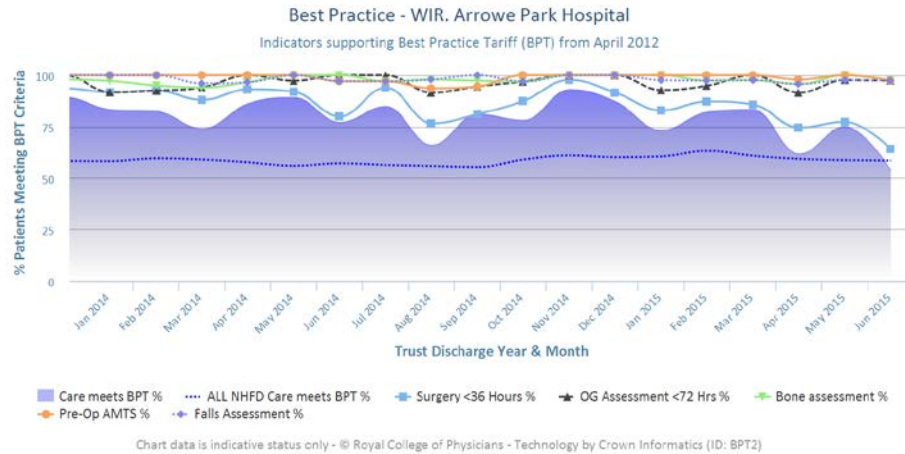 Best Practice - WIR. Arrowe Park Hospital
Indicators supporting Best Practice Tariff (BPT) from April 2012
% Patients Meeting BPT Criteria
100
75
50
25
0
Jan 2014
Feb 2014
Mar 2014
Apr 2014
May 2014
Jun 2014
Jul 2014
Aug 2014
Sep 2014
Oct 2014
Nov 2014
Dec 2014
Jan 2015
Feb 2015
Mar 2015
Apr 2015
May 2015
Jun 2015
Trust Discharge Year & Month
Care meets BPT % ALL NHFD Care meets BPT % Surgery <36 Hours % OG Assessment <72 Hrs % Bone assessment %
Pre-Op AMTS % Falls Assessment %
Chart data is indicative status only - © Royal College of Physicians - Technology by Crown Informatics (ID: BPT2)